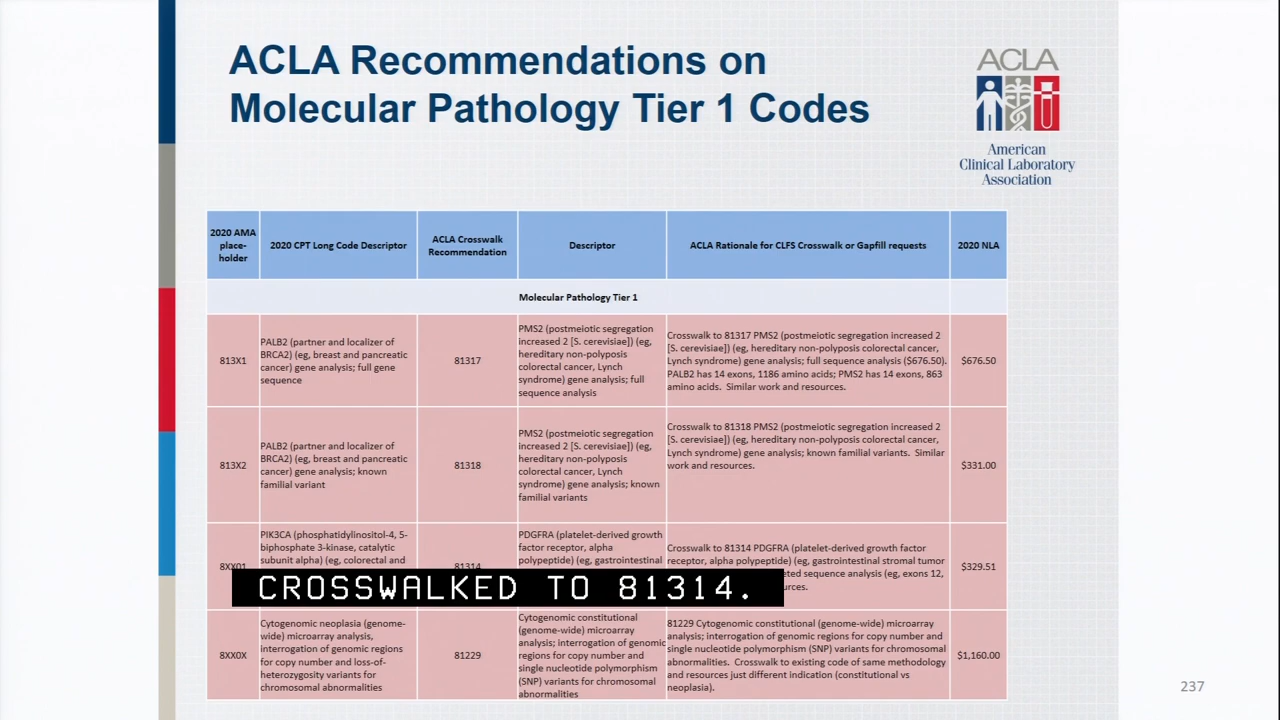 ACLA Recommendations on
Molecular Pathology Tier 1 Codes
ACLA
American
Clinical Laboratory
Association
2020 AMA
place-
holder
2020 CPT Long Code Descriptor
ACLA Crosswalk
Recommendation
Descriptor
ACLA Rationale for CLFS Crosswalk or Gapfill requests
2020 NLA
Molecular Pathology Tier 1
813X1
PALB2 (partner and localizer of
BRCA2) (eg, breast and pancreatic
cancer) gene analysis; full gene
sequence
81317
PMS2 (postmeiotic segregation
increased 2 [S. cerevisiae]) (eg,
hereditary non-polyposis
colorectal cancer, Lynch
syndrome) gene analysis; full
sequence analysis
Crosswalk to 81317 PMS2 (postmeiotic segregation increased 2
[S. cerevisiae]) (eg, hereditary non-polyposis colorectal cancer,
Lynch syndrome) gene analysis; full sequence analysis ($676.50).
PALB2 has 14 exons, 1186 amino acids; PMS2 has 14 exons, 863
amino acids.  Similar work and resources.
$676.50
813X2
PALB2 (partner and localizer of
BRCA2) (eg, breast and pancreatic
cancer) gene analysis; known
familial variant
81318
PMS2 (postmeiotic segregation
increased 2 [S. cerevisiae]) (eg,
hereditary non-polyposis
colorectal cancer, Lynch
syndrome) gene analysis; known
familial variants
Crosswalk to 81318 PMS2 (postmeiotic segregation increased 2
[S. cerevisiae]) (eg, hereditary non-polyposis colorectal cancer,
Lynch syndrome) gene analysis; known familial variants.  Similar
work and resources.
$331.00
PIK3CA (phosphatidylinositol-4, 5-
biphosphate 3-kinase, catalytic
subunit alpha) (eg, colorectal and
PDGFRA (platelet-derived growth
factor receptor, alpha
polypeptide) (eg, gastrointestinal
Crosswalk to 81314 PDGFRA (platelet-derived growth factor
receptor, alpha polypeptide) (eg, gastrointestinal stromal tumor
sequence analysis (eg, exons 12,
$329.51
CROSSWALKED TO 81314.
8XX0X
Cytogenomic neoplasia (genome-
wide) microarray analysis,
interrogation of genomic regions
for copy number and loss-of-
heterozygosity variants for
chromosomal abnormalities
81229
Cytogenomic constitutional
(genome-wide) microarray
analysis; interrogation of genomic
regions for copy number and
single nucleotide polymorphism
(SNP) variants for chromosomal
abnormalities
81229 Cytogenomic constitutional (genome-wide) microarray
analysis; interrogation of genomic regions for copy number and
single nucleotide polymorphism (SNP) variants for chromosomal
abnormalities.  Crosswalk to existing code of same methodology
and resources just different indication (constitutional vs
neoplasia).
$1,160.00
237